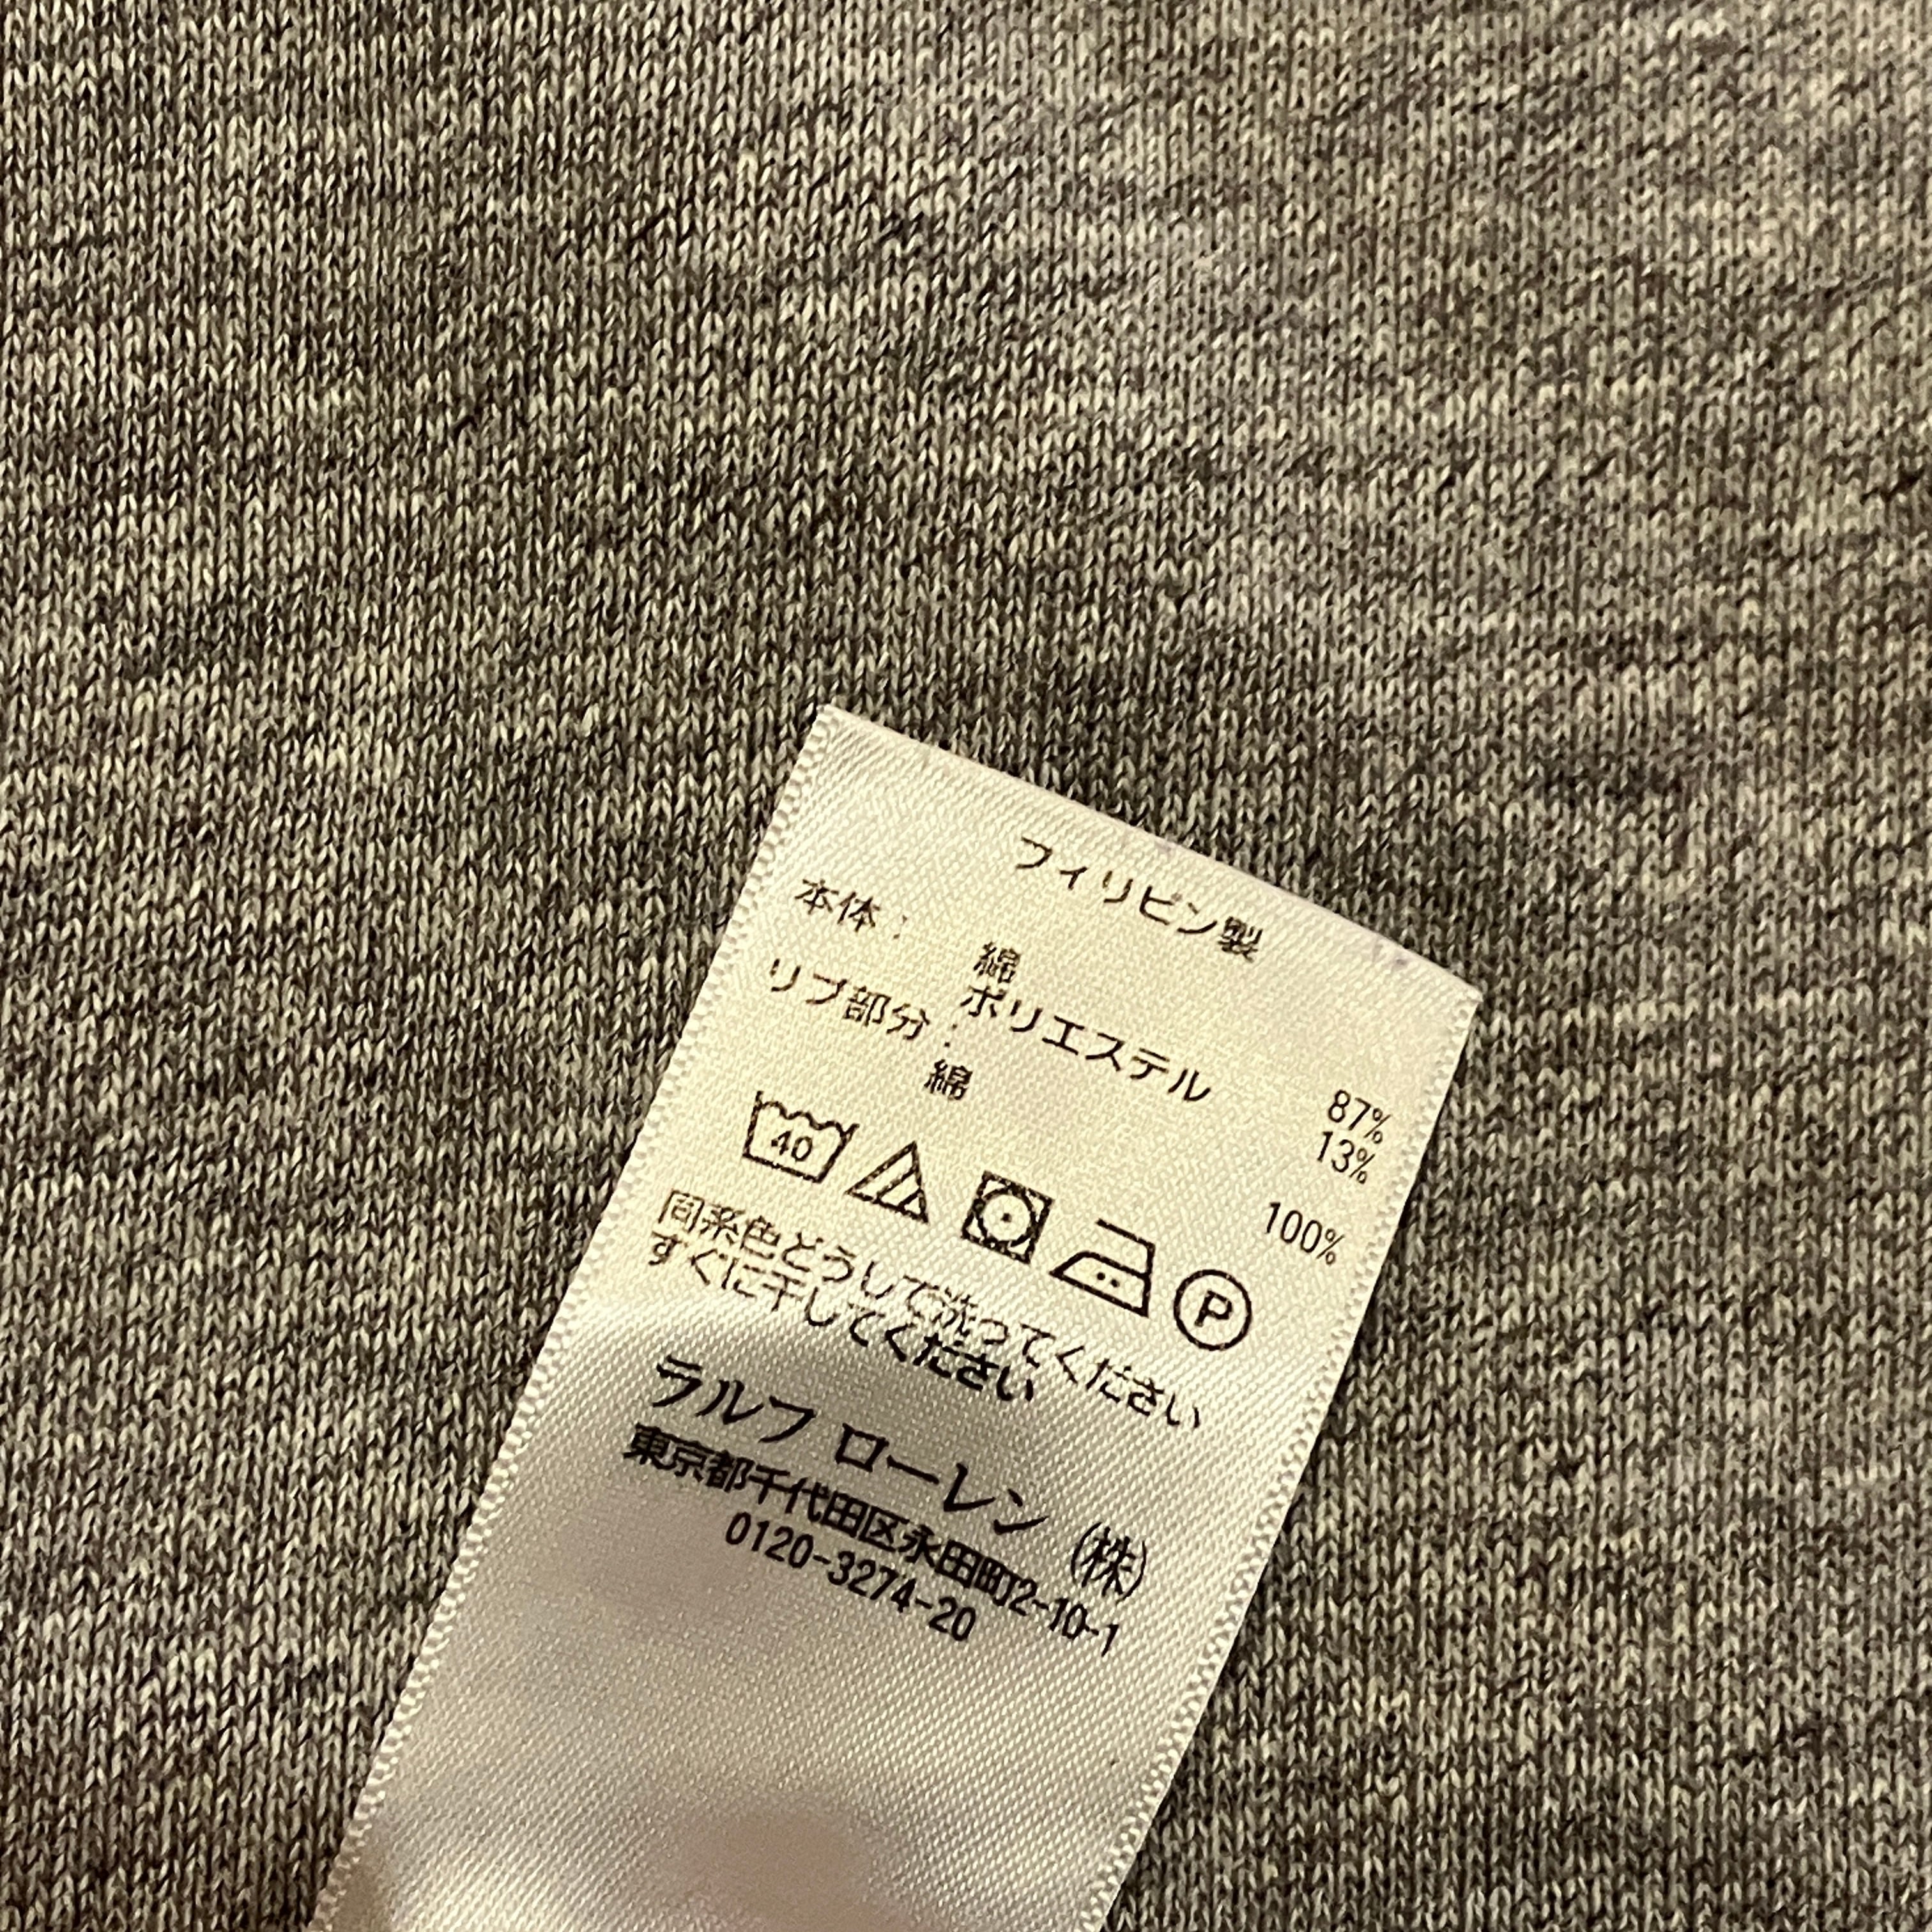 フィリピン製
本体:
綿 87%
ポリエステル 13%
リブ部分:
綿 100%
40 P
同系色どうしで洗ってください
すぐに干してください
ラルフ ローレン (株)
東京都千代田区永田町2-10-1
0120-3274-20